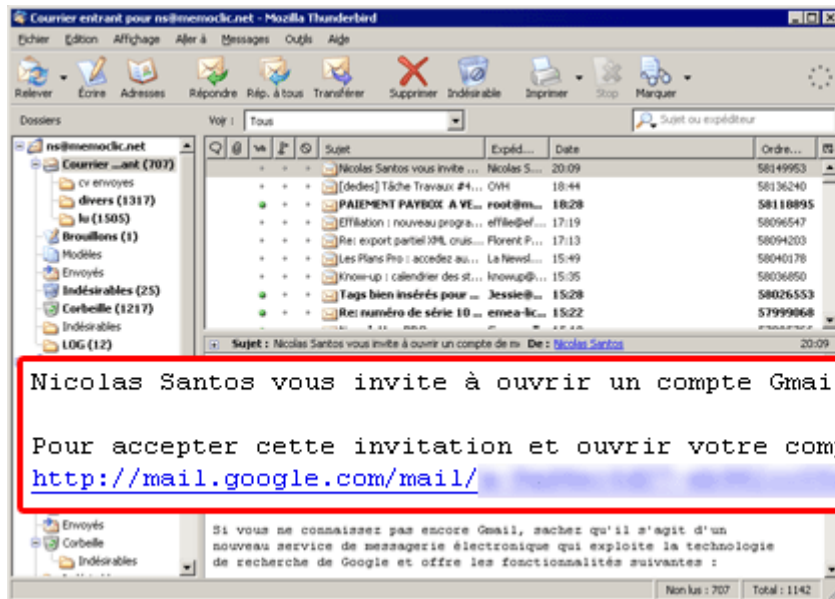 Courrier entrant pour ns@memoclic.net - Mozilla Thunderbird
Fichier Edition Affichage Aller à Messages Outils Aide
Relever Écrire Adresses Répondre Rép. à tous Transférer Supprimer Indésirable Imprimer Stop Marquer
Dossiers Voir : Tous Sujet ou expéditeur
ns@memoclic.net
Courrier ...ant (707)
cv envoyes
divers (1317)
lu (1505)
Brouillons (1)
Modèles
Envoyés
Indésirables (25)
Corbeille (1217)
Indésirables
LOG (12)
Sujet Expéd... Date Ordre...
Nicolas Santos vous invite ... Nicolas S... 20:09 58149953
[dedies] Tâche Travaux #4... OVH 18:44 58136240
PAIEMENT PAYBOX A VE... root@m... 18:28 58118895
Effiliation : nouveau progra... effilie@ef... 17:19 58096547
Re: export partiel XML cruis... Florent P... 17:13 58094203
Les Plans Pro : accedez au... La Newsl... 15:49 58040178
Know-up : calendrier des st... knowup@... 15:35 58036850
Tags bien insérés pour ... Jessie@... 15:28 58026553
Re: numéro de série 10 ... emea-lic... 15:22 57999068
Sujet : Nicolas Santos vous invite à ouvrir un compte de m De : Nicolas Santos 20:09
Nicolas Santos vous invite à ouvrir un compte Gmai
Pour accepter cette invitation et ouvrir votre comp
http://mail.google.com/mail/
Envoyés
Corbeille
Indésirables
Si vous ne connaissez pas encore Gmail, sachez qu'il s'agit d'un
nouveau service de messagerie électronique qui exploite la technologie
de recherche de Google et offre les fonctionnalités suivantes :
Non lus : 707 Total : 1142